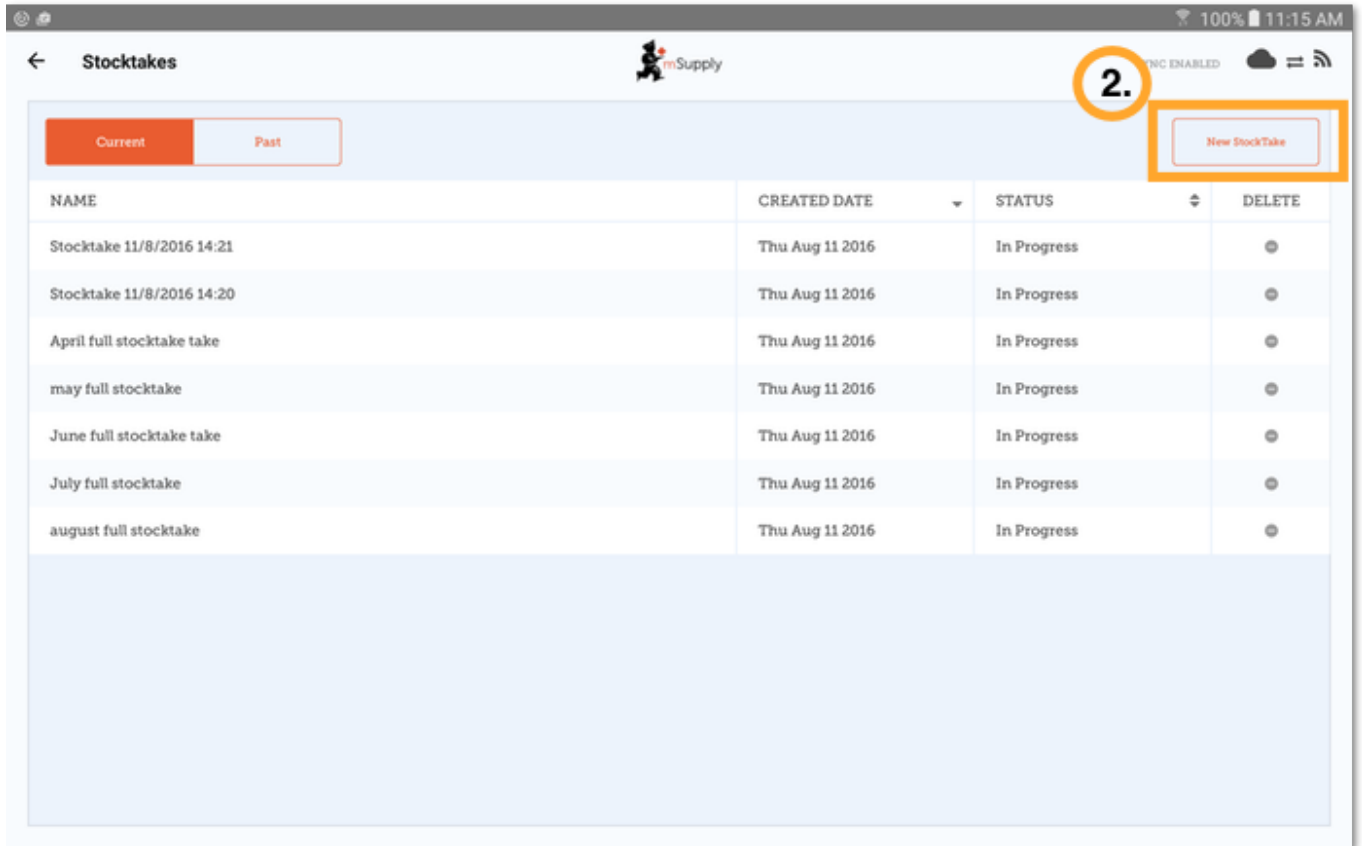 100% 11:15 AM
Stocktakes
mSupply
NC ENABLED
2.
Current
Past
New StockTake
NAME CREATED DATE STATUS DELETE
Stocktake 11/8/2016 14:21 Thu Aug 11 2016 In Progress
Stocktake 11/8/2016 14:20 Thu Aug 11 2016 In Progress
April full stocktake take Thu Aug 11 2016 In Progress
may full stocktake Thu Aug 11 2016 In Progress
June full stocktake take Thu Aug 11 2016 In Progress
July full stocktake Thu Aug 11 2016 In Progress
august full stocktake Thu Aug 11 2016 In Progress